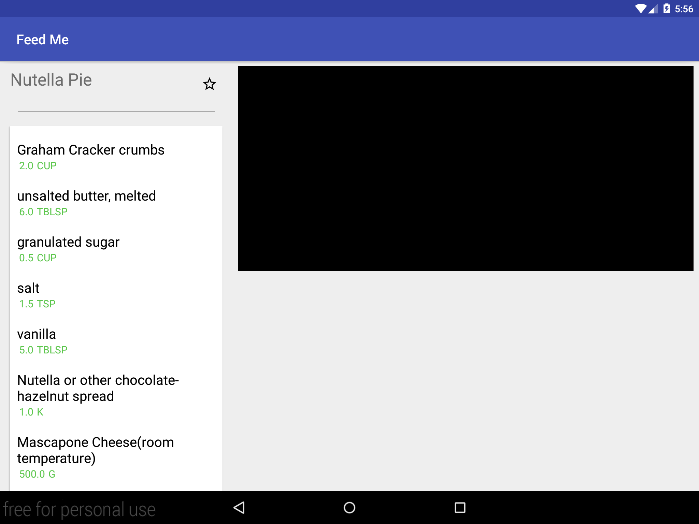 5:56
Feed Me
Nutella Pie
Graham Cracker crumbs
2.0 CUP
unsalted butter, melted
6.0 TBLSP
granulated sugar
0.5 CUP
salt
1.5 TSP
vanilla
5.0 TBLSP
Nutella or other chocolate-
hazelnut spread
1.0 K
Mascapone Cheese(room
temperature)
500.0 G
free for personal use